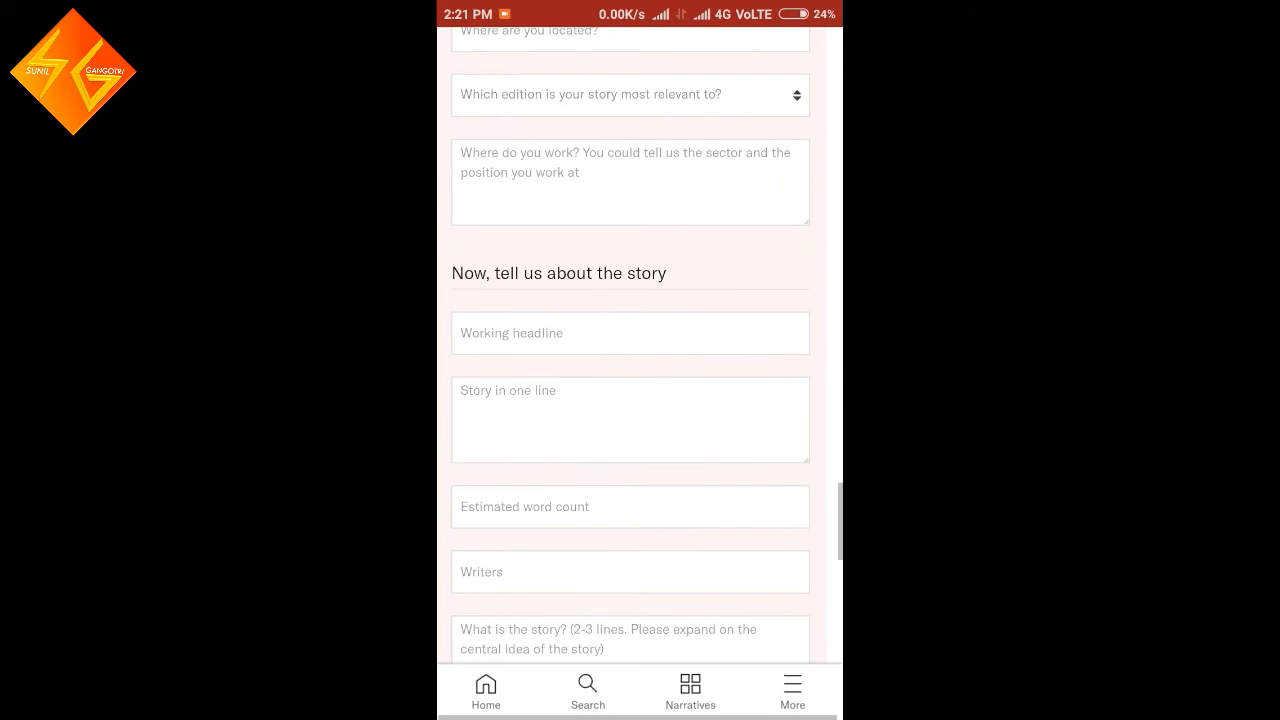 2:21 PM 0.00K/s 4G VoLTE 24%
SUNIL GANGOTRI
Where are you located?
Which edition is your story most relevant to?
Where do you work? You could tell us the sector and the
position you work at
Now, tell us about the story
Working headline
Story in one line
Estimated word count
Writers
What is the story? (2-3 lines. Please expand on the
central idea of the story)
Home Search Narratives More